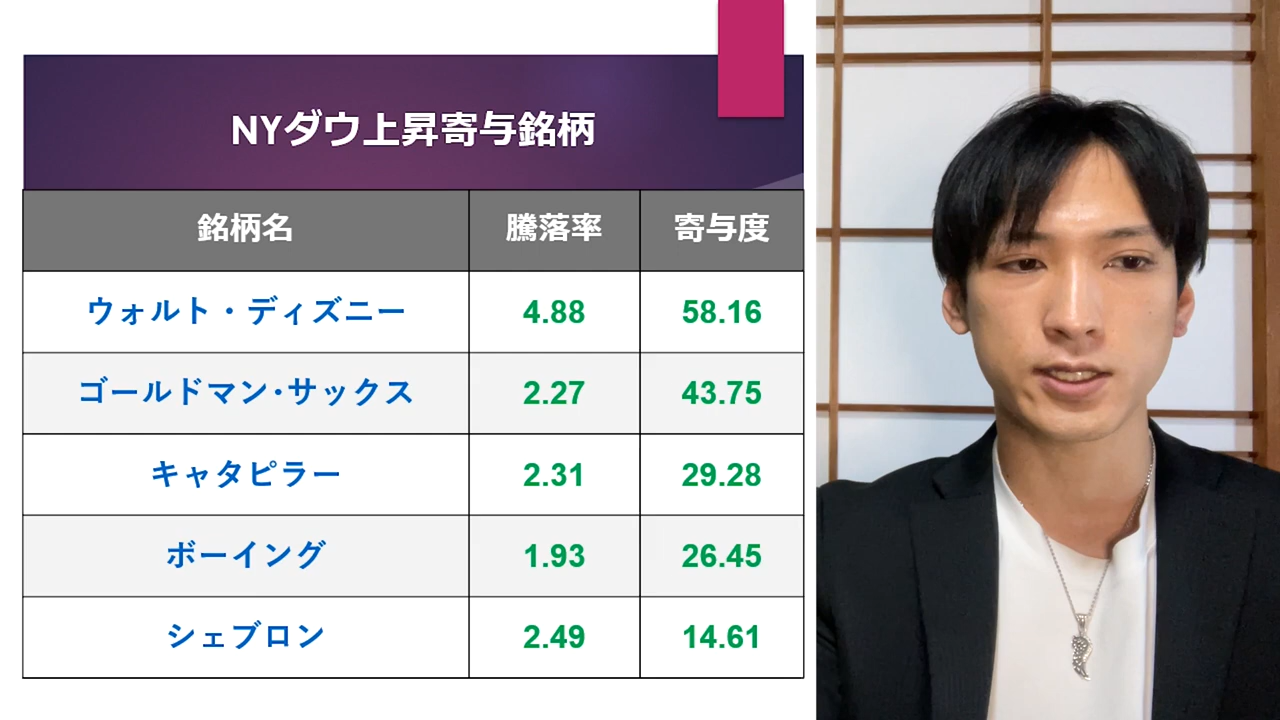 NYダウ上昇寄与銘柄
銘柄名 騰落率 寄与度
ウォルト・ディズニー 4.88 58.16
ゴールドマン・サックス 2.27 43.75
キャタピラー 2.31 29.28
ボーイング 1.93 26.45
シェブロン 2.49 14.61